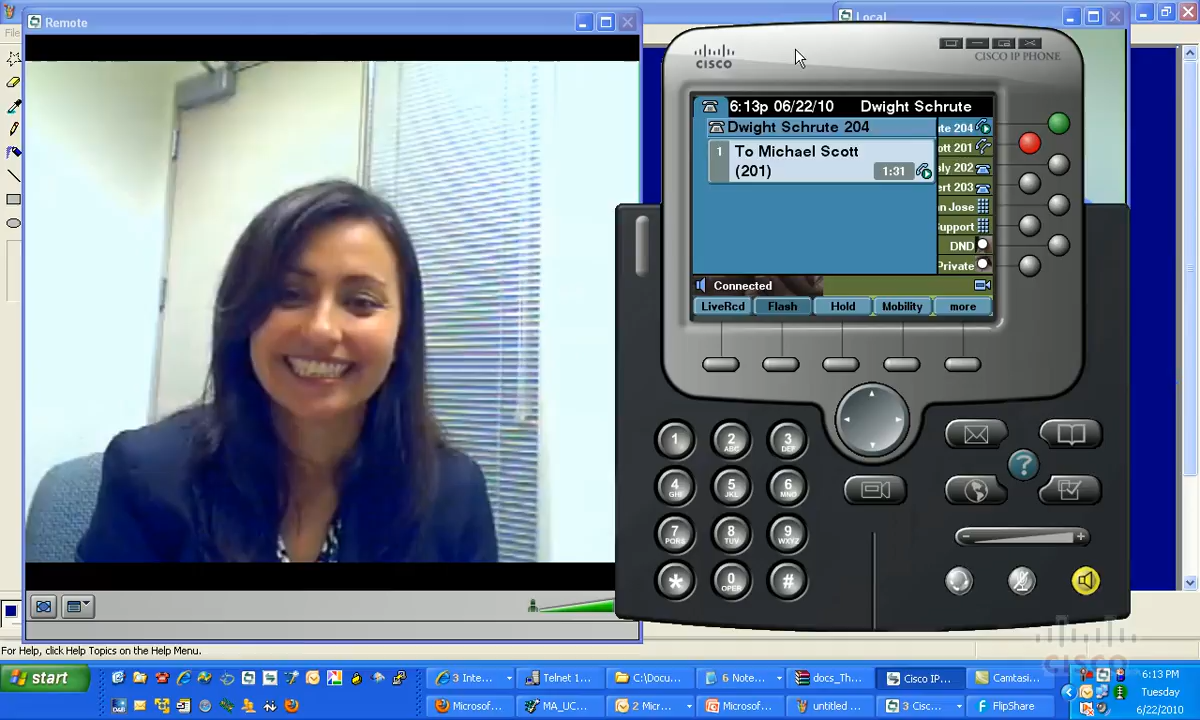 Remote
Local
File
CISCO
CISCO IP PHONE
6:13p 06/22/10 Dwight Schrute
Dwight Schrute 204
1 To Michael Scott
(201) 1:31
ute 204
ott 201
ly 202
ert 203
n Jose
upport
DND
Private
Connected
LiveRcd Flash Hold Mobility more
1 2 ABC 3 DEF
4 GHI 5 JKL 6 MNO
7 PQRS 8 TUV 9 WXYZ
* 0 OPER #
?
- +
CISCO
For Help, click Help Topics on the Help Menu.
start
3 Inte...
Telnet 1...
C:\Docu...
6 Note...
docs_Th...
Cisco IP...
Camtasi...
6:13 PM
Microsof...
MA_UC...
2 Micr...
Microsof...
untitled ...
3 Cisc...
FlipShare
Tuesday
6/22/2010